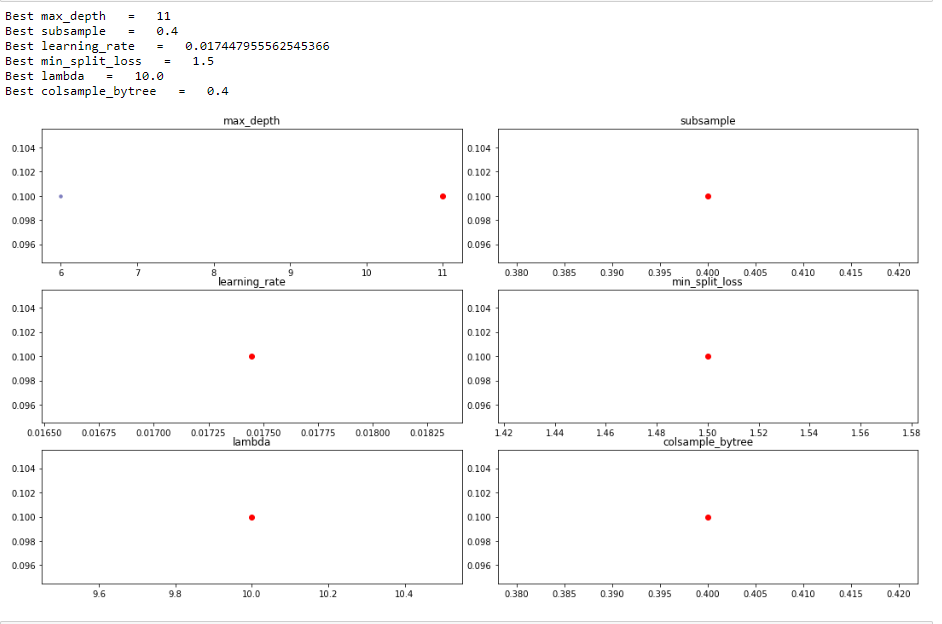 Best max_depth = 11
Best subsample = 0.4
Best learning_rate = 0.017447955562545366
Best min_split_loss = 1.5
Best lambda = 10.0
Best colsample_bytree = 0.4
max_depth
0.104
0.102
0.100
0.098
0.096
6 7 8 9 10 11
subsample
0.104
0.102
0.100
0.098
0.096
0.380 0.385 0.390 0.395 0.400 0.405 0.410 0.415 0.420
learning_rate
0.104
0.102
0.100
0.098
0.096
0.01650 0.01675 0.01700 0.01725 0.01750 0.01775 0.01800 0.01825
min_split_loss
0.104
0.102
0.100
0.098
0.096
1.42 1.44 1.46 1.48 1.50 1.52 1.54 1.56 1.58
lambda
0.104
0.102
0.100
0.098
0.096
9.6 9.8 10.0 10.2 10.4
colsample_bytree
0.104
0.102
0.100
0.098
0.096
0.380 0.385 0.390 0.395 0.400 0.405 0.410 0.415 0.420